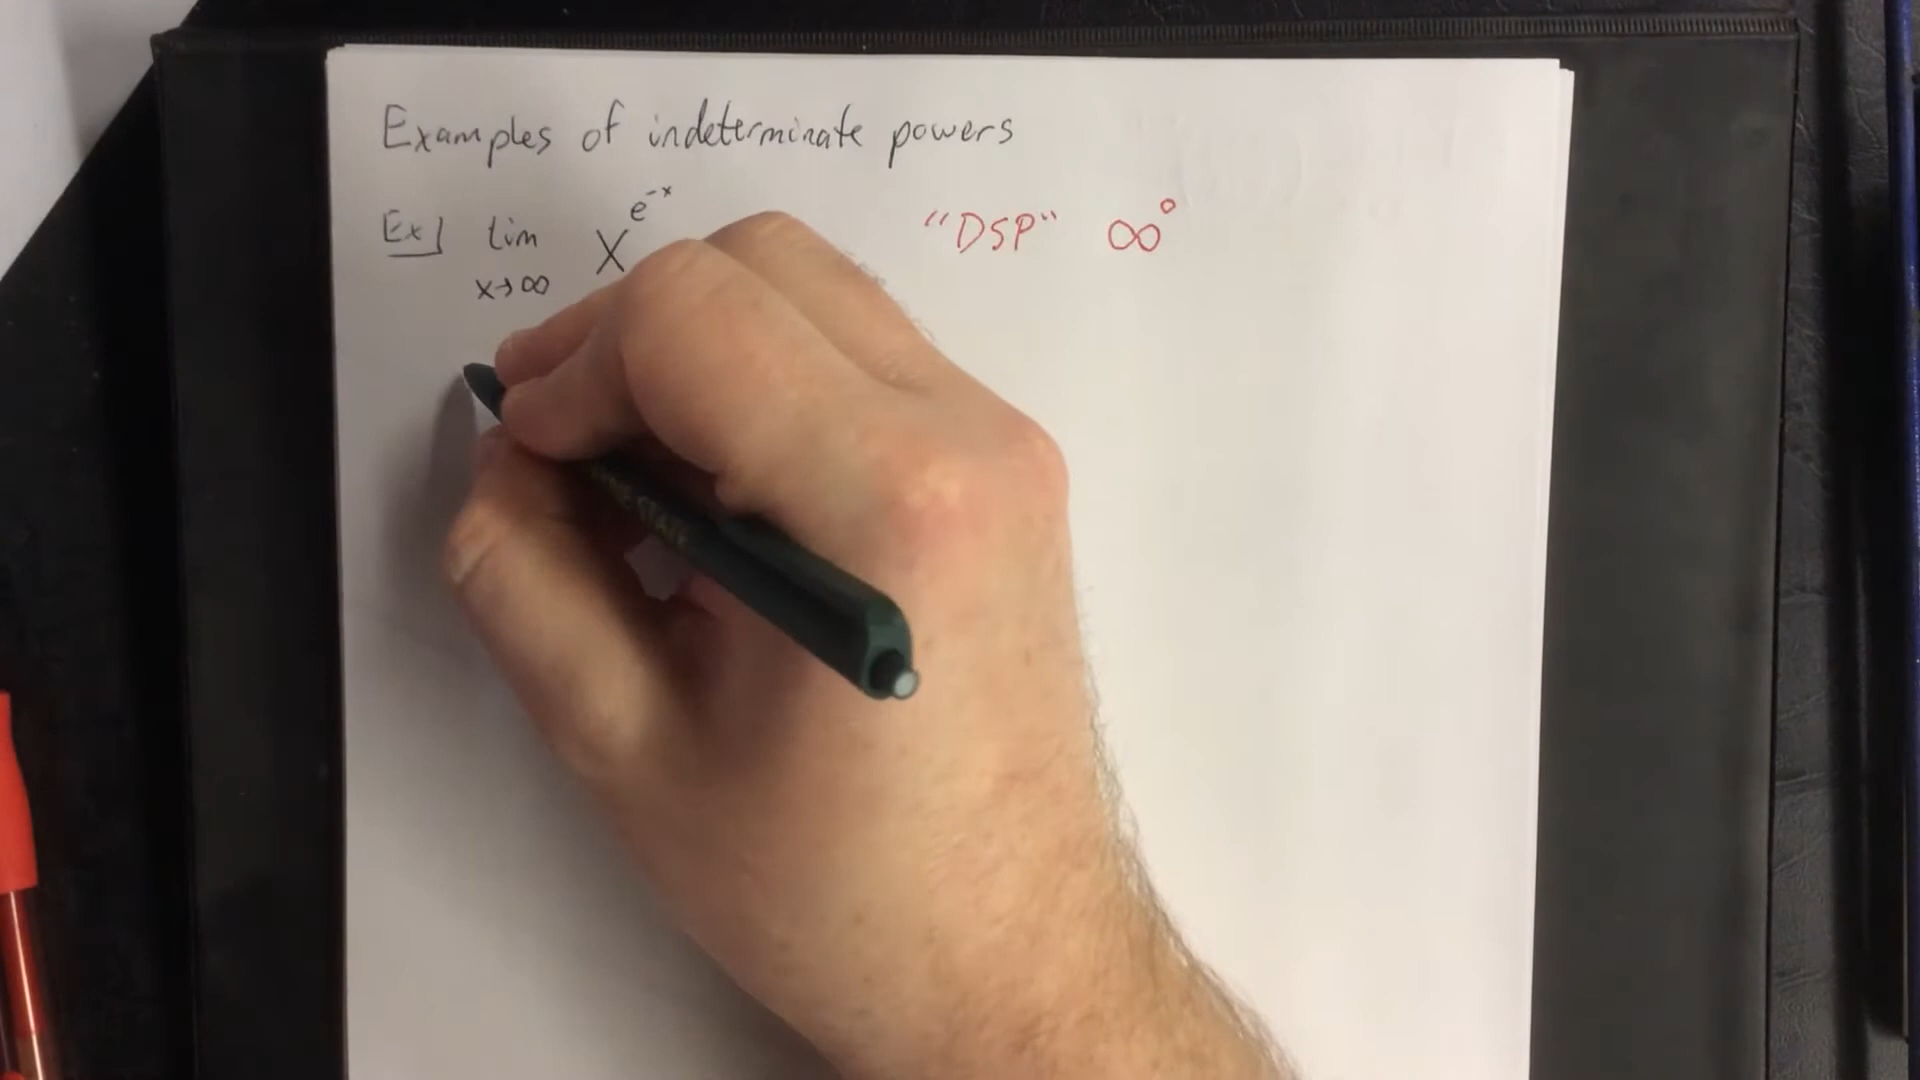 Examples of indeterminate powers
Ex] lim x→∞ x^e^-x "DSP" ∞^0